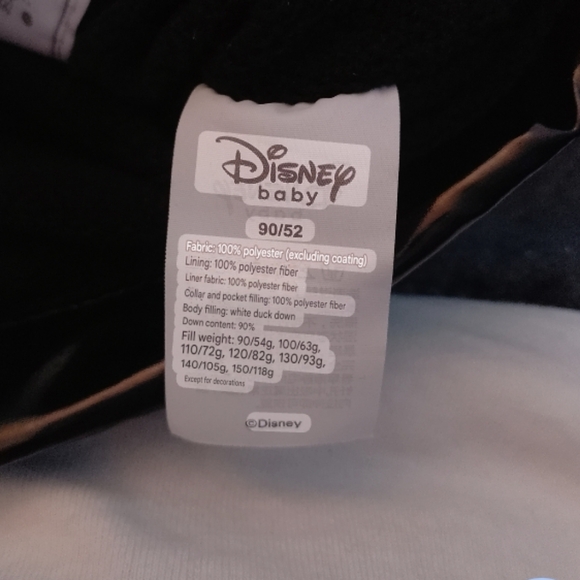 Disney
baby
90/52
Fabric: 100% polyester (excluding coating)
Lining: 100% polyester fiber
Liner fabric: 100% polyester fiber
Collar and pocket filling: 100% polyester fiber
Body filling: white duck down
Down content: 90%
Fill weight: 90/54g, 100/63g,
110/72g, 120/82g, 130/93g,
140/105g, 150/118g
Except for decorations
©Disney